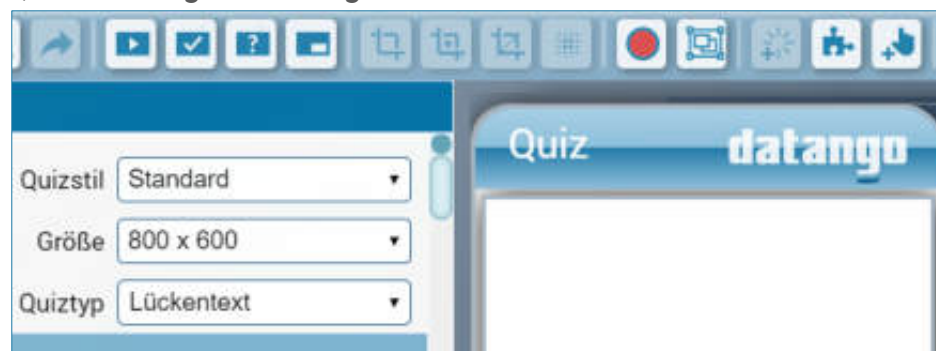 Quiz datango
Quizstil Standard
Größe 800 x 600
Quiztyp Lückentext